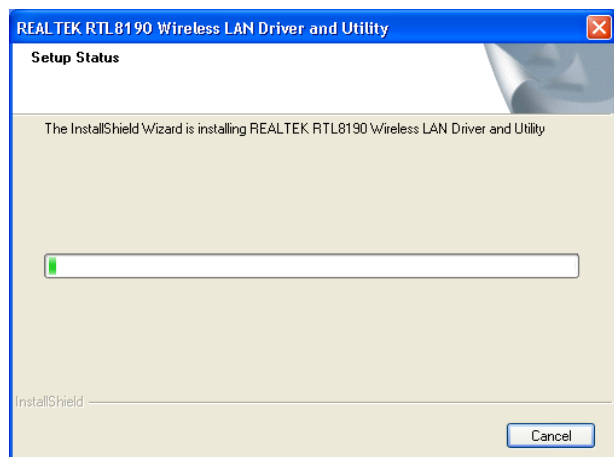 REALTEK RTL8190 Wireless LAN Driver and Utility
Setup Status
The InstallShield Wizard is installing REALTEK RTL8190 Wireless LAN Driver and Utility
InstallShield
Cancel